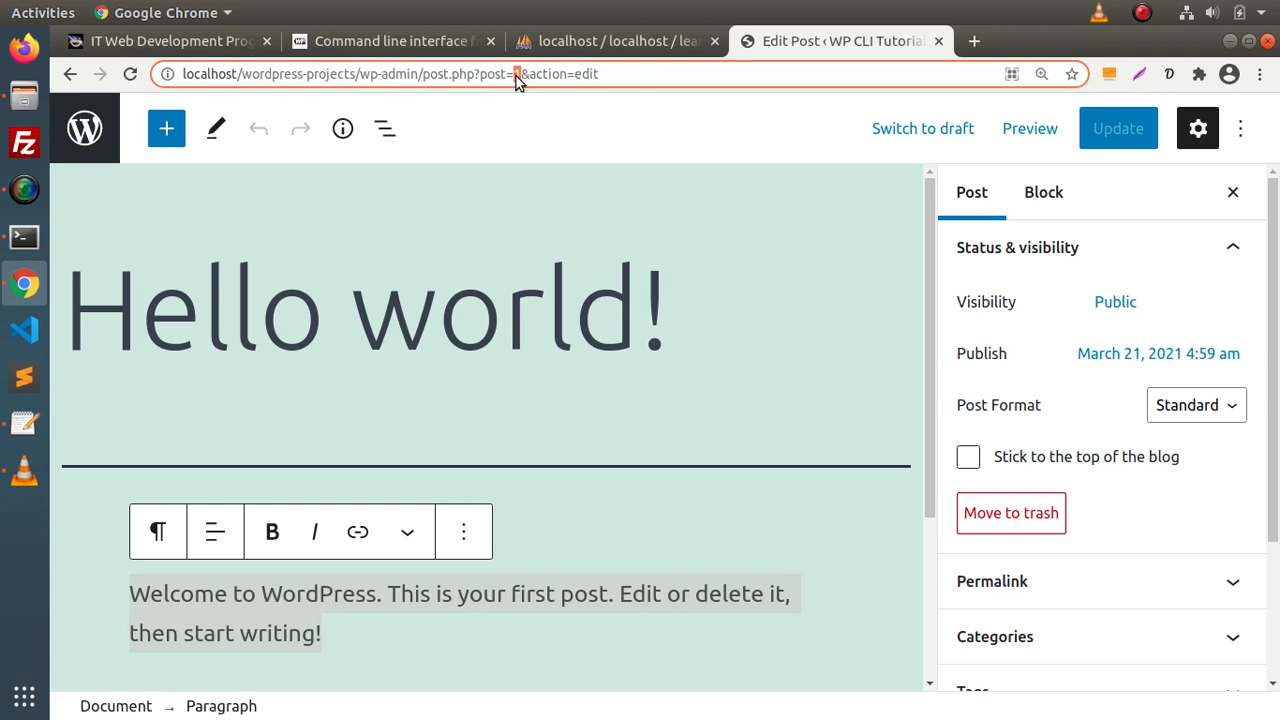 Activities
Google Chrome
IT Web Development Pro
Command line interface f
localhost / localhost / lea
Edit Post ‹ WP CLI Tutorial
localhost/wordpress-projects/wp-admin/post.php?post=1&action=edit
Switch to draft
Preview
Update
Hello world!
Welcome to WordPress. This is your first post. Edit or delete it,
then start writing!
Post
Block
Status & visibility
Visibility
Public
Publish
March 21, 2021 4:59 am
Post Format
Standard
Stick to the top of the blog
Move to trash
Permalink
Categories
Tags
Document → Paragraph